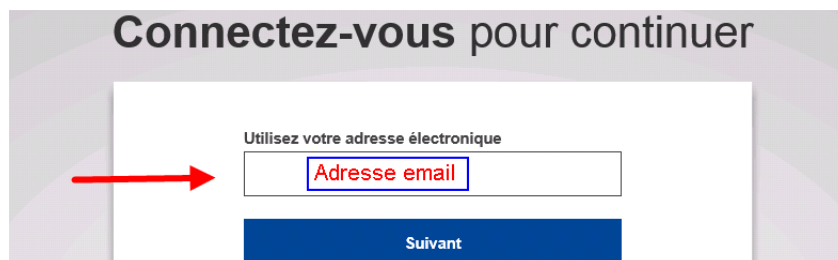 Connectez-vous pour continuer
Utilisez votre adresse électronique
Adresse email
Suivant